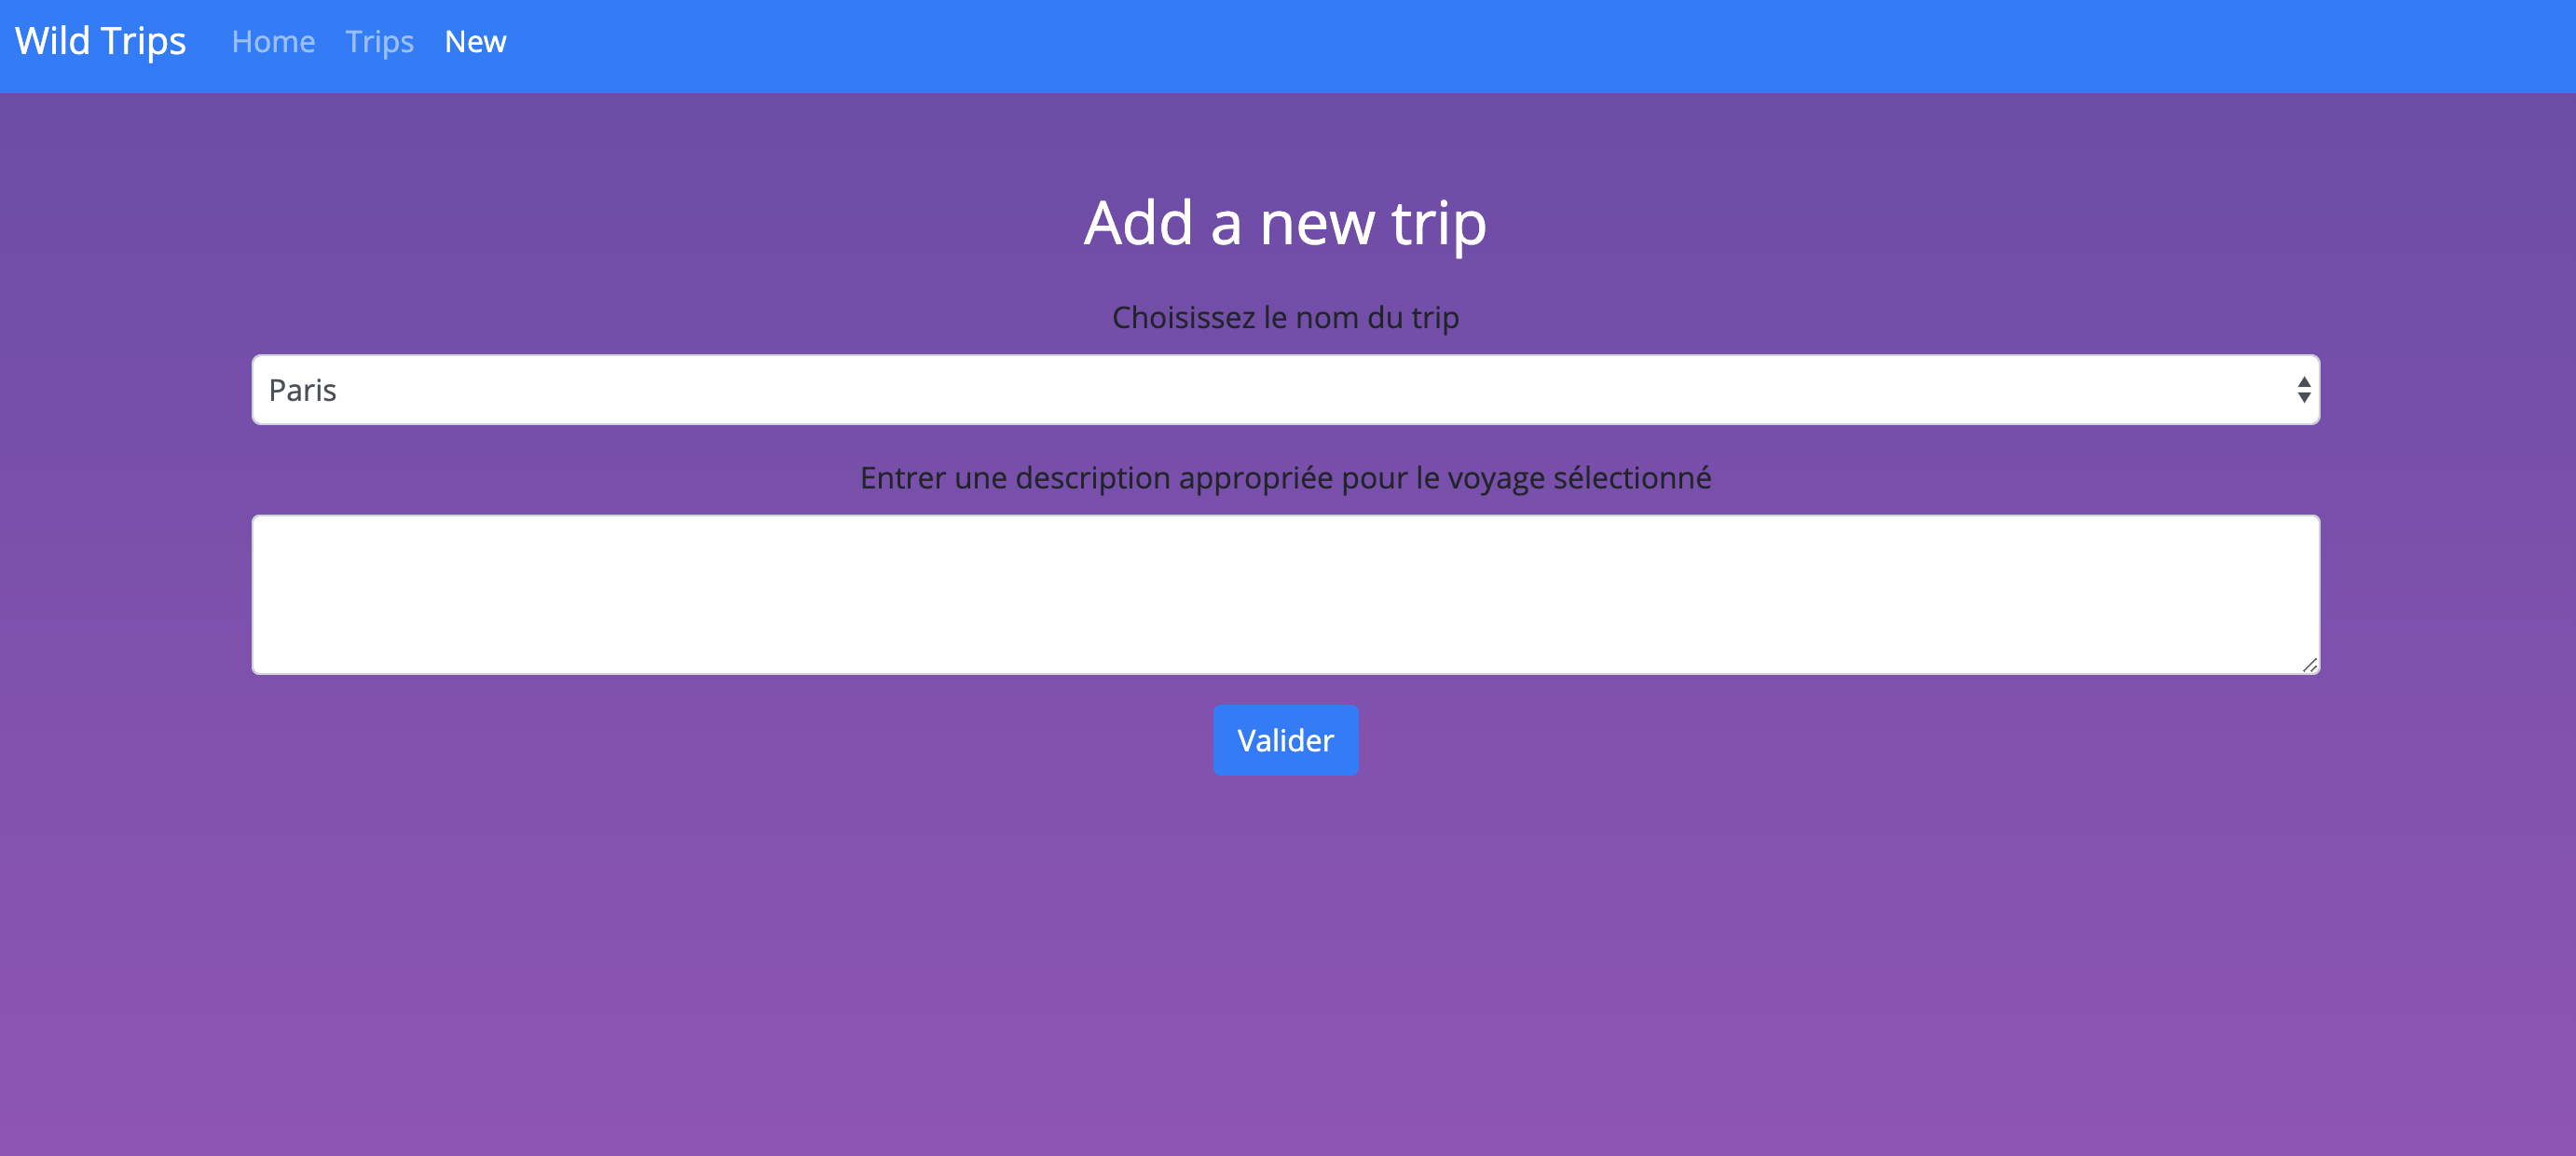 Wild Trips Home Trips New
Add a new trip
Choisissez le nom du trip
Paris
Entrer une description appropriée pour le voyage sélectionné
Valider